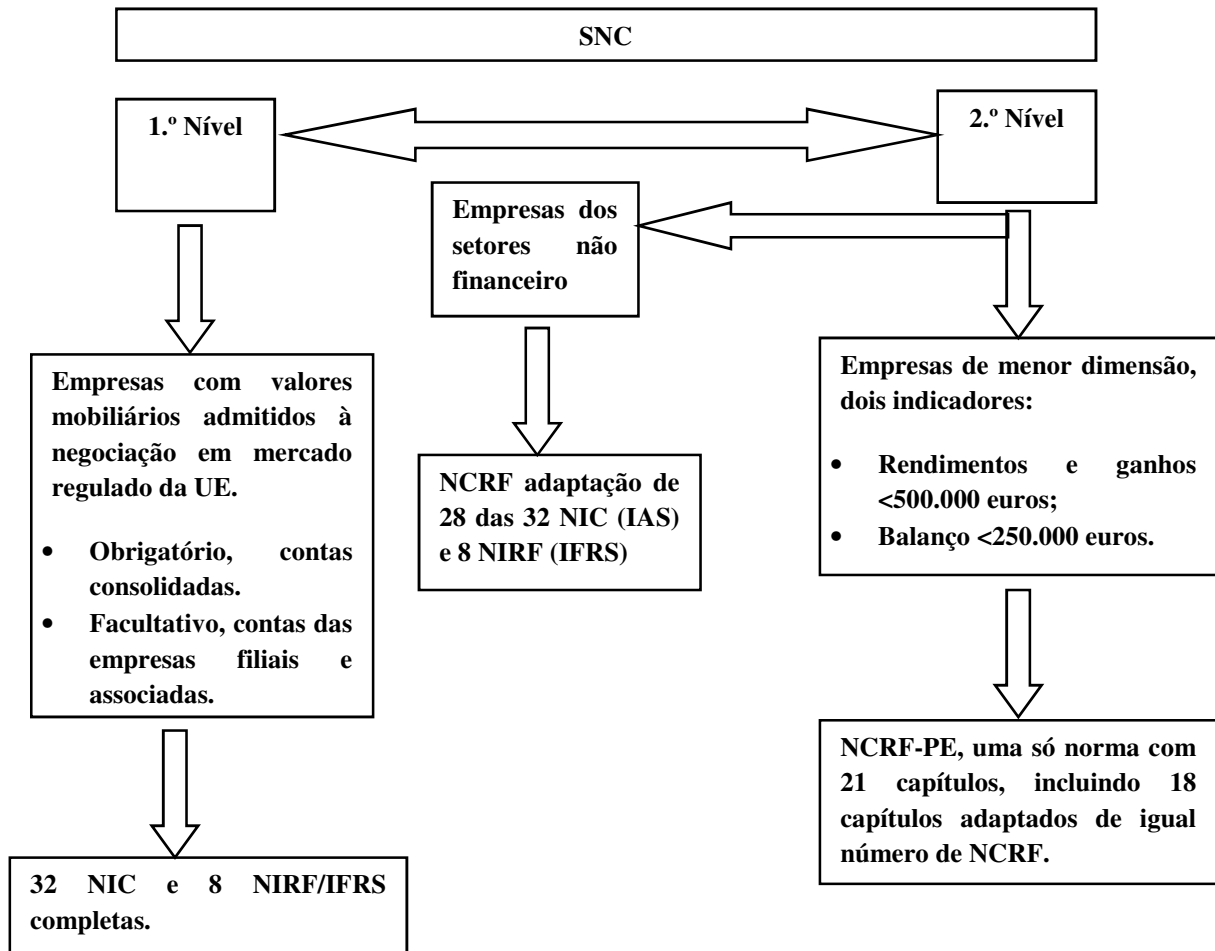 SNC
1.º Nível
2.º Nível
Empresas dos
setores não
financeiro
Empresas com valores
mobiliários admitidos à
negociação em mercado
regulado da UE.
• Obrigatório, contas
consolidadas.
• Facultativo, contas das
empresas filiais e
associadas.
NCRF adaptação de
28 das 32 NIC (IAS)
e 8 NIRF (IFRS)
Empresas de menor dimensão,
dois indicadores:
• Rendimentos e ganhos
<500.000 euros;
• Balanço <250.000 euros.
NCRF-PE, uma só norma com
21 capítulos, incluindo 18
capítulos adaptados de igual
número de NCRF.
32 NIC e 8 NIRF/IFRS
completas.